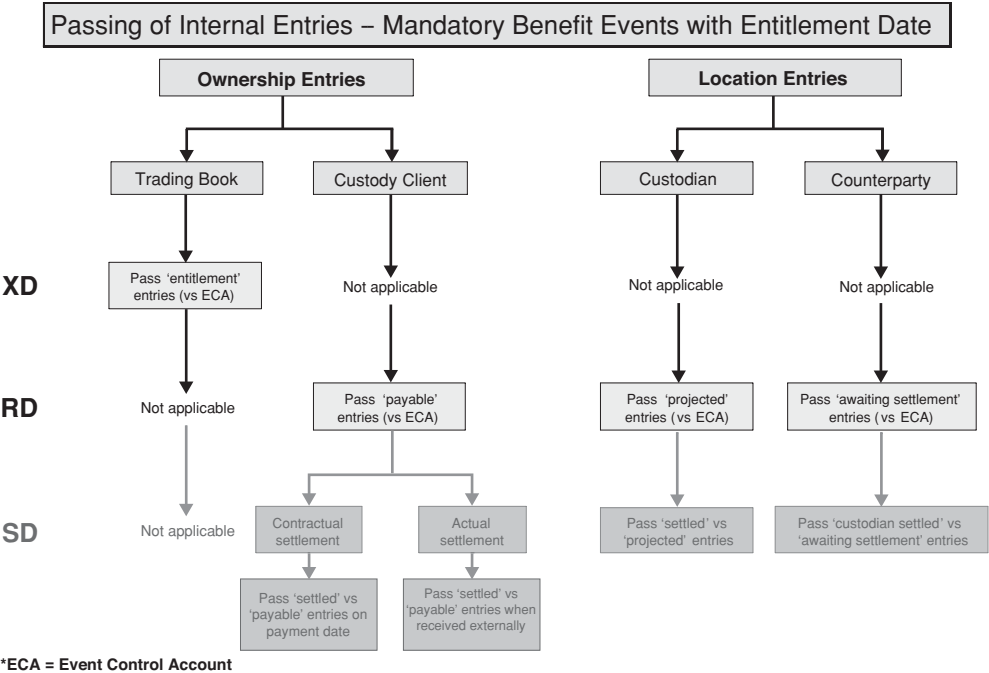 Passing of Internal Entries – Mandatory Benefit Events with Entitlement Date
Ownership Entries
Location Entries
Trading Book
Custody Client
Custodian
Counterparty
XD
Pass 'entitlement'
entries (vs ECA)
Not applicable
Not applicable
Not applicable
RD
Not applicable
Pass 'payable'
entries (vs ECA)
Pass 'projected'
entries (vs ECA)
Pass 'awaiting settlement'
entries (vs ECA)
SD
Not applicable
Contractual
settlement
Actual
settlement
Pass 'settled' vs
'projected' entries
Pass 'custodian settled' vs
'awaiting settlement' entries
Pass 'settled' vs
'payable' entries on
payment date
Pass 'settled' vs
'payable' entries when
received externally
*ECA = Event Control Account